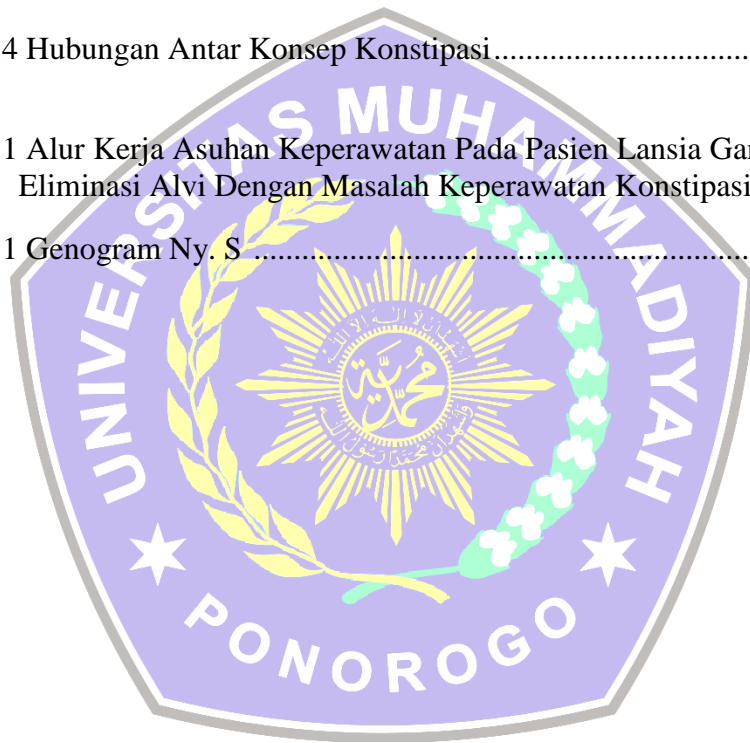 4 Hubungan Antar Konsep Konstipasi...............................
1 Alur Kerja Asuhan Keperawatan Pada Pasien Lansia
Eliminasi Alvi Dengan Masalah Keperawatan Konstipasi
1 Genogram Ny. S ............................................................
UNIVERSITAS MUHAMMADIYAH
محمدية
PONOROGO